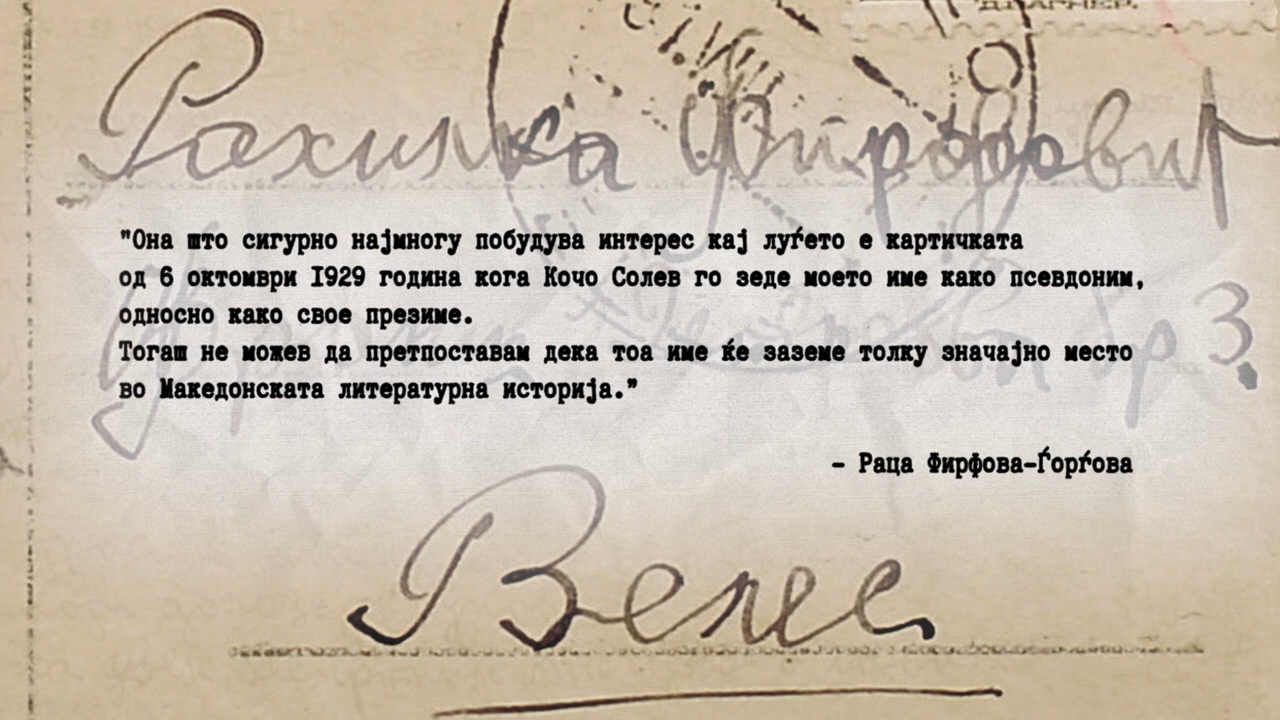 Рахилка Фирфовић
"Она што сигурно најмногу побудува интерес кај луѓето е картичката
од 6 октомври 1929 година кога Кочо Солев го зеде моето име како псевдоним,
односно како свое презиме.
Тогаш не можев да претпоставам дека тоа име ќе заземе толку значајно место
во Македонската литературна историја.”
– Раца Фирфова-Ѓорѓова
Велес